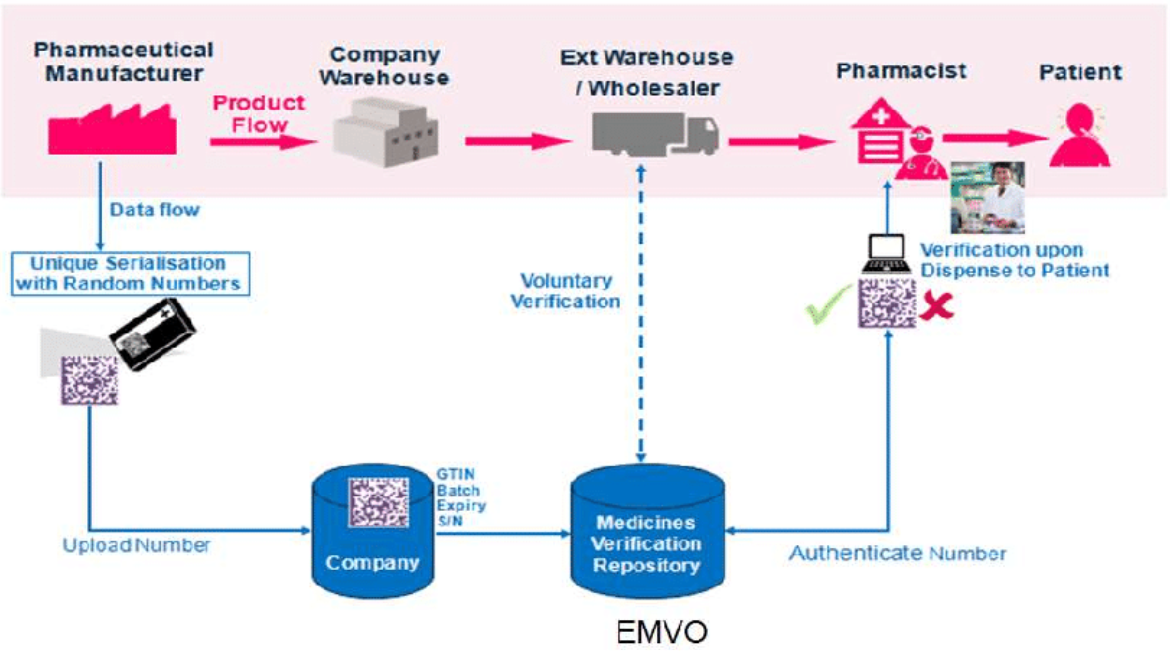 Pharmaceutical
Manufacturer
Company
Warehouse
Ext Warehouse
/ Wholesaler
Pharmacist
Patient
Product
Flow
Data flow
Unique Serialisation
with Random Numbers
Voluntary
Verification
Verification upon
Dispense to Patient
GTIN
Batch
Expiry
S/N
Company
Medicines
Verification
Repository
Upload Number
Authenticate Number
EMVO